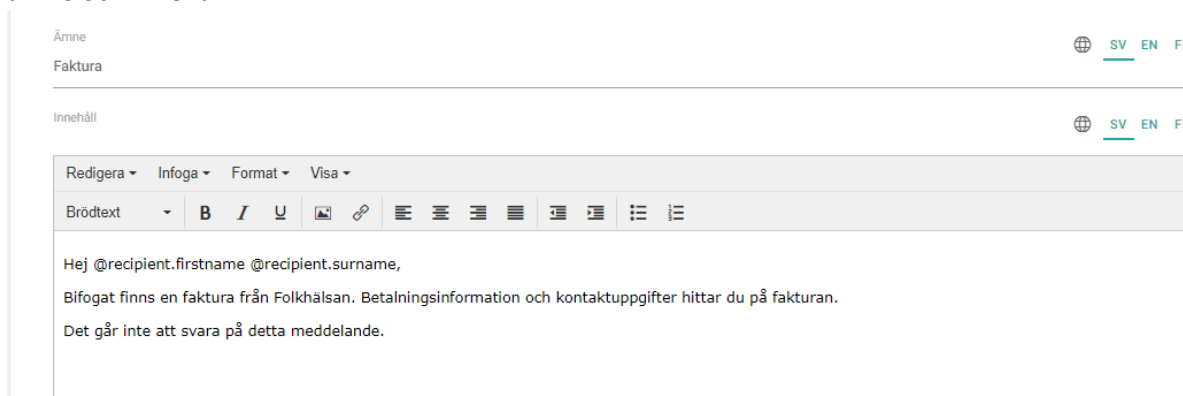 Ämne
SV EN
Faktura
Innehåll
SV EN
Redigera Infoga Format Visa
Brödtext B I U
Hej @recipient.firstname @recipient.surname,
Bifogat finns en faktura från Folkhälsan. Betalningsinformation och kontaktuppgifter hittar du på fakturan.
Det går inte att svara på detta meddelande.